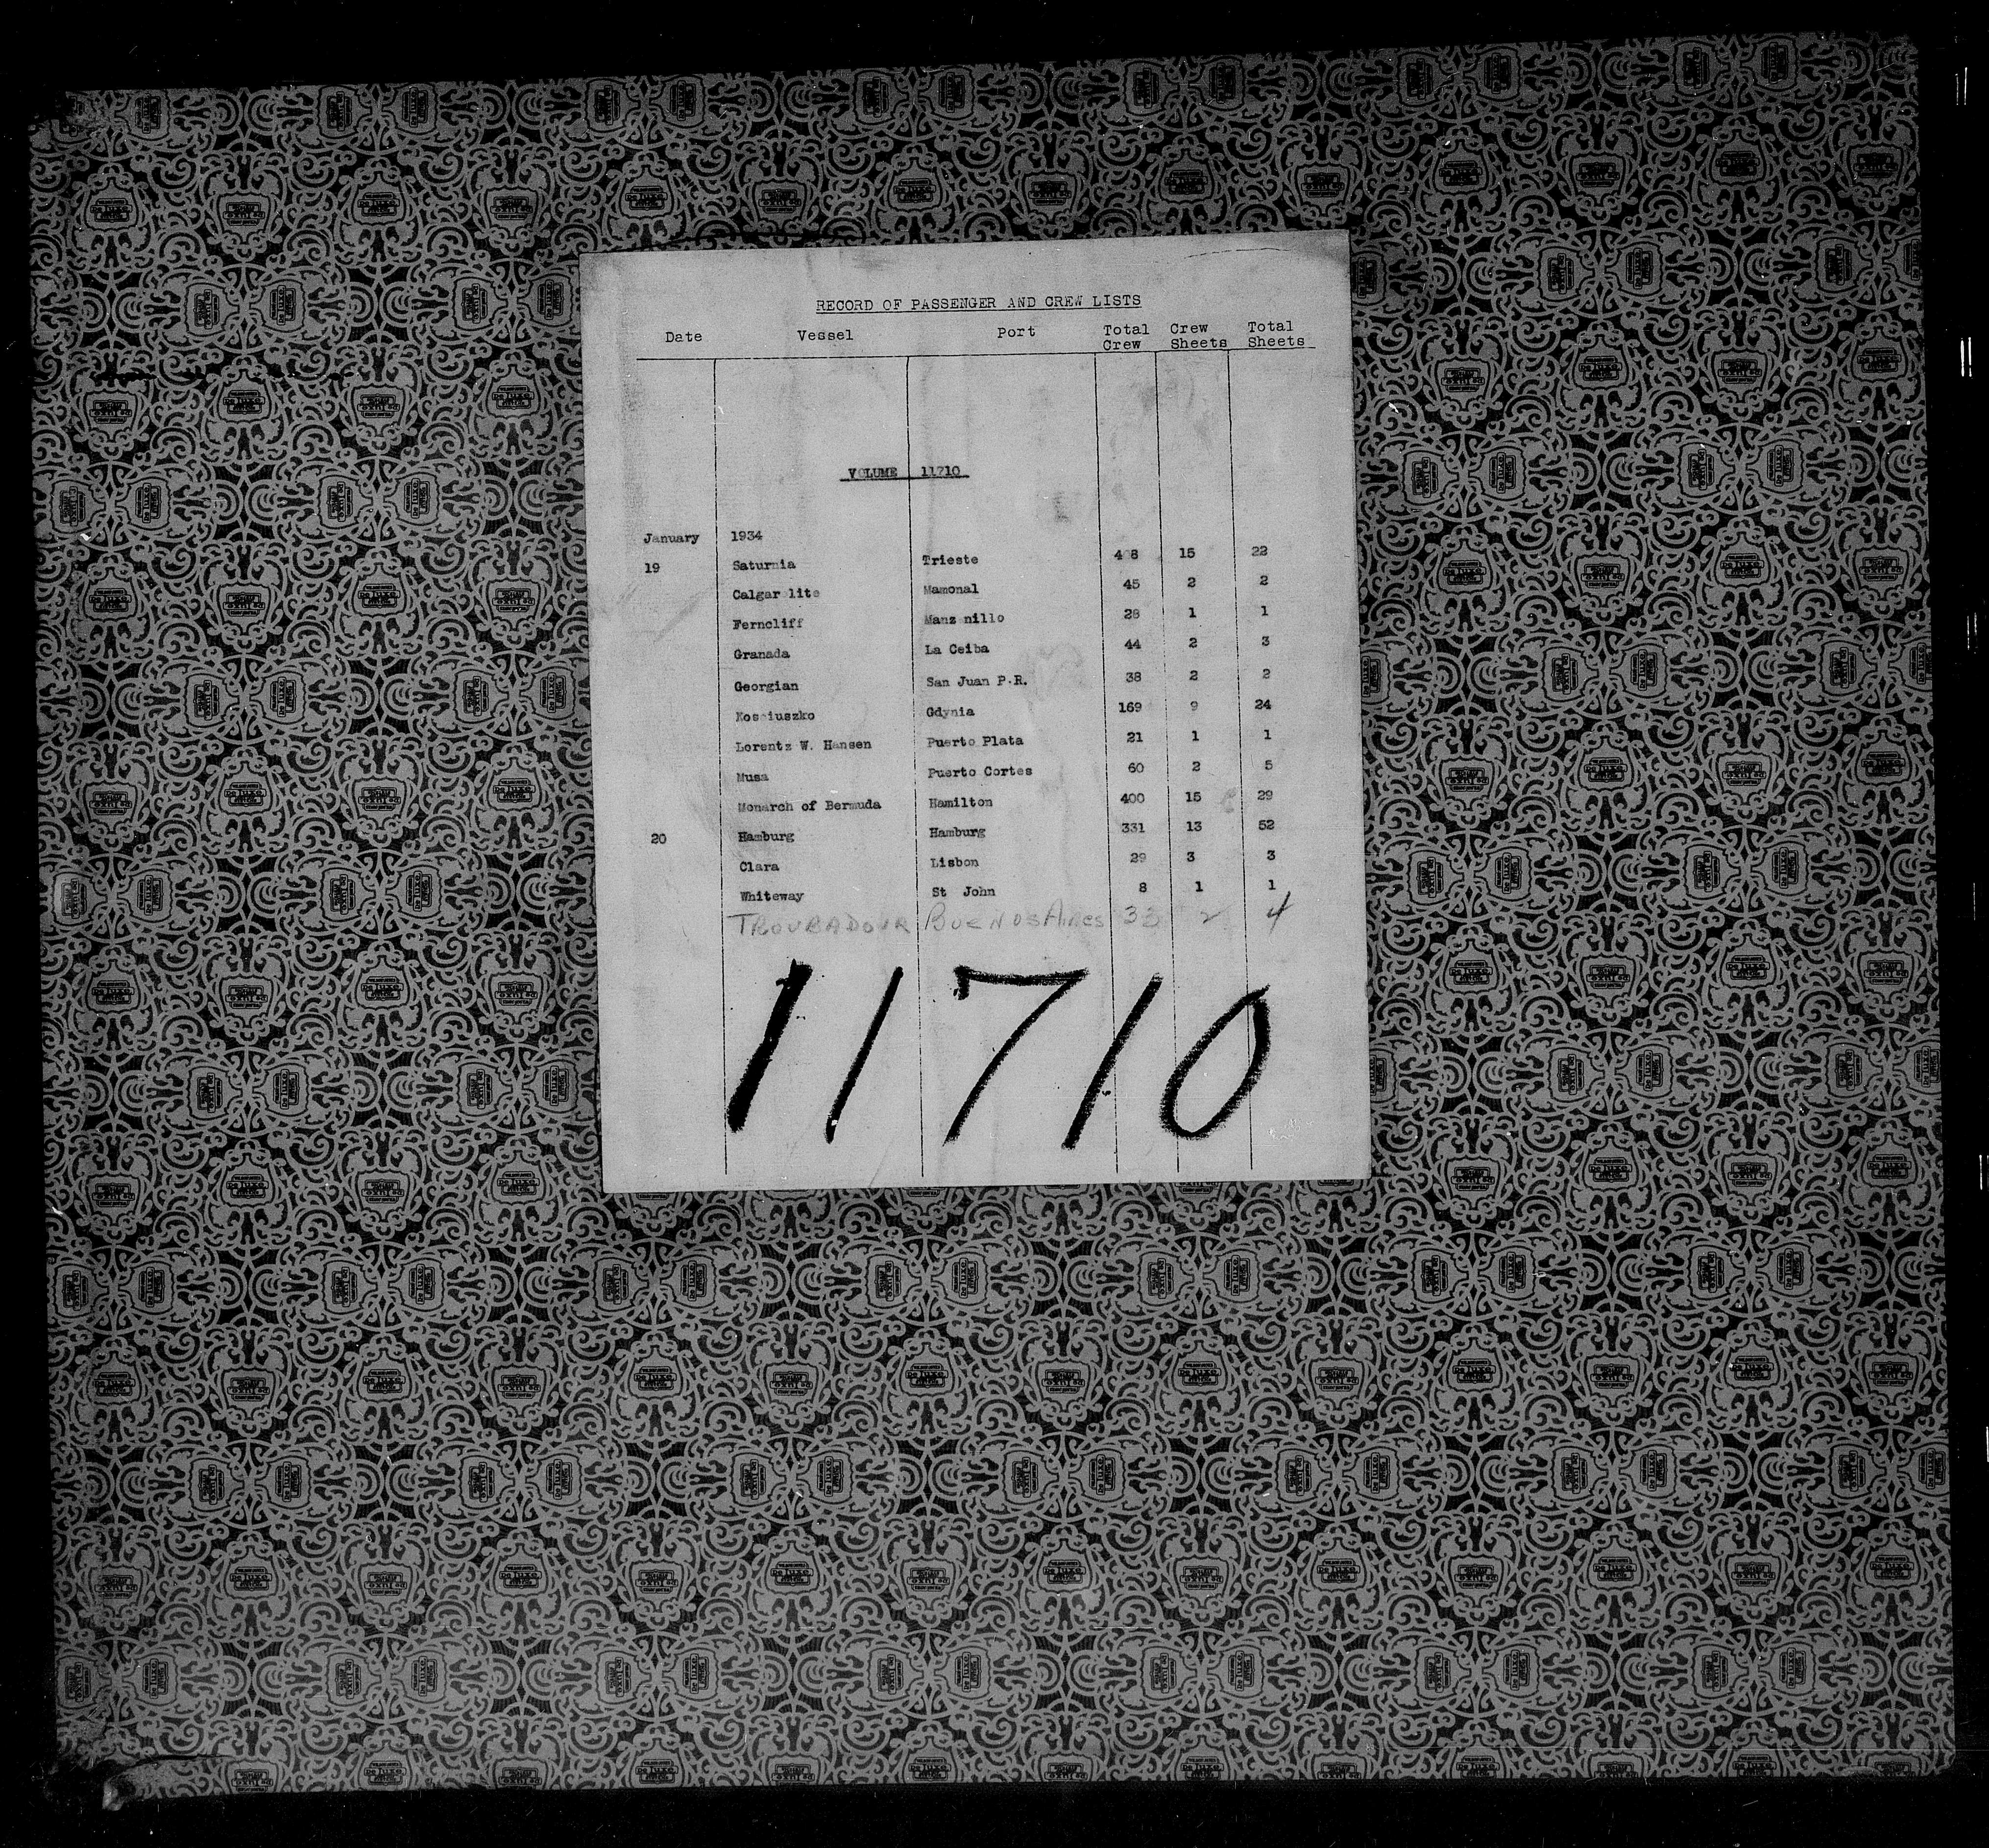 RECORD OF PASSENGER AND CREW LISTS
Date Vessel Port Total Crew Crew Sheets Total Sheets
VOLUME 11710
January 1934
19 Saturnia Trieste 408 15 22
Calgarolite Mamonal 45 2 2
Ferncliff Manzanillo 28 1 1
Granada La Ceiba 44 2 3
Georgian San Juan P.R. 38 2 2
Kosciuszko Gdynia 169 9 24
Lorentz W. Hansen Puerto Plata 21 1 1
Musa Puerto Cortes 60 2 5
Monarch of Bermuda Hamilton 400 15 29
20 Hamburg Hamburg 331 13 52
Clara Lisbon 29 3 3
Whiteway St John 8 1 1
TROUBADOUR BUENOS AIRES 33 2 4
11710